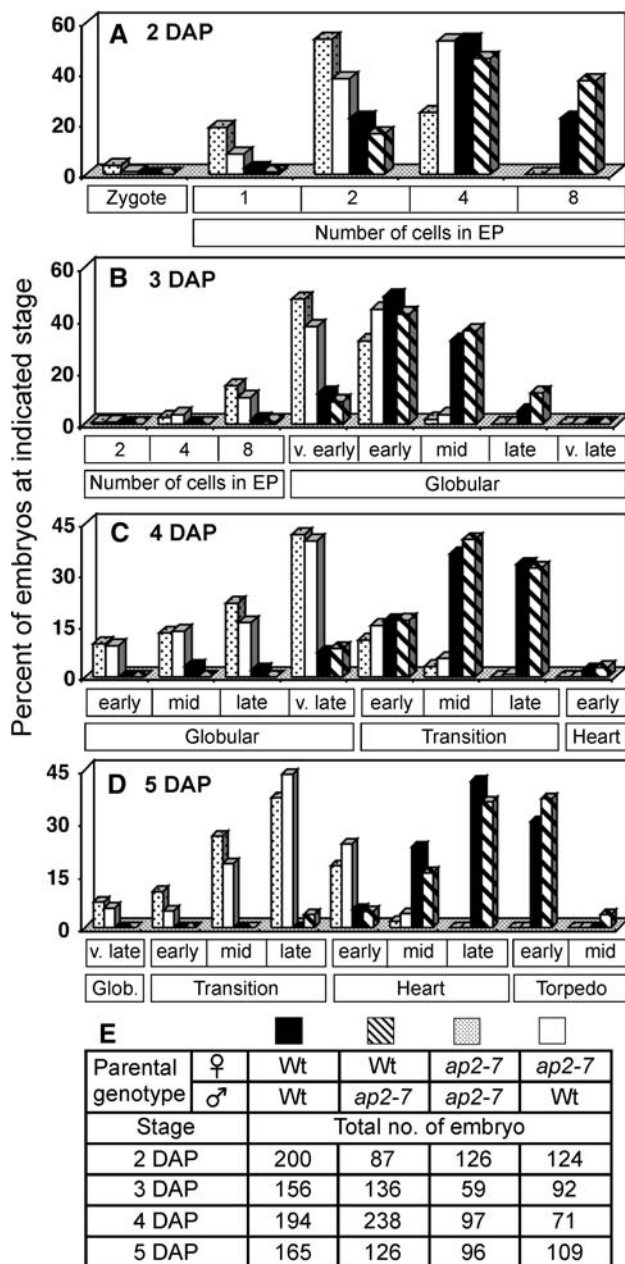 Percent of embryos at indicated stage
A 2 DAP
60
40
20
0
Zygote 1 2 4 8
Number of cells in EP
B 3 DAP
60
40
20
0
2 4 8 v. early early mid late v. late
Number of cells in EP Globular
C 4 DAP
45
30
15
0
early mid late v. late early mid late early
Globular Transition Heart
D 5 DAP
45
30
15
0
v. late early mid late early mid late early mid
Glob. Transition Heart Torpedo
E
Parental genotype ♀ Wt Wt ap2-7 ap2-7
♂ Wt ap2-7 ap2-7 Wt
Stage Total no. of embryo
2 DAP 200 87 126 124
3 DAP 156 136 59 92
4 DAP 194 238 97 71
5 DAP 165 126 96 109